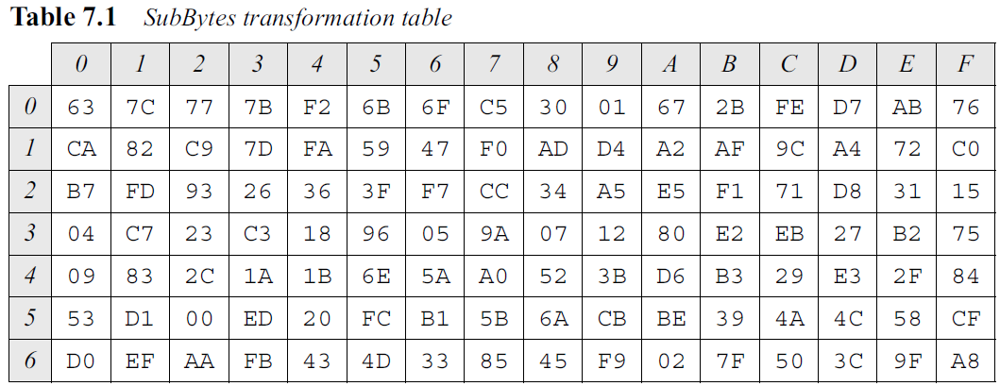 Table 7.1 SubBytes transformation table
0 1 2 3 4 5 6 7 8 9 A B C D E F
0 63 7C 77 7B F2 6B 6F C5 30 01 67 2B FE D7 AB 76
1 CA 82 C9 7D FA 59 47 F0 AD D4 A2 AF 9C A4 72 C0
2 B7 FD 93 26 36 3F F7 CC 34 A5 E5 F1 71 D8 31 15
3 04 C7 23 C3 18 96 05 9A 07 12 80 E2 EB 27 B2 75
4 09 83 2C 1A 1B 6E 5A A0 52 3B D6 B3 29 E3 2F 84
5 53 D1 00 ED 20 FC B1 5B 6A CB BE 39 4A 4C 58 CF
6 D0 EF AA FB 43 4D 33 85 45 F9 02 7F 50 3C 9F A8